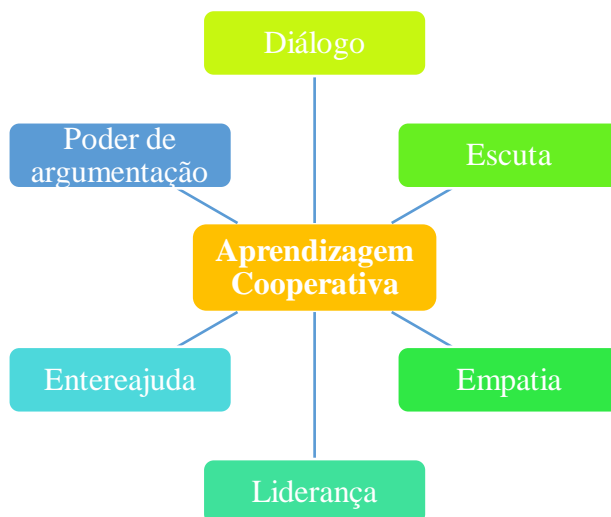 Diálogo
Poder de
argumentação
Escuta
Aprendizagem
Cooperativa
Entereajuda
Empatia
Liderança